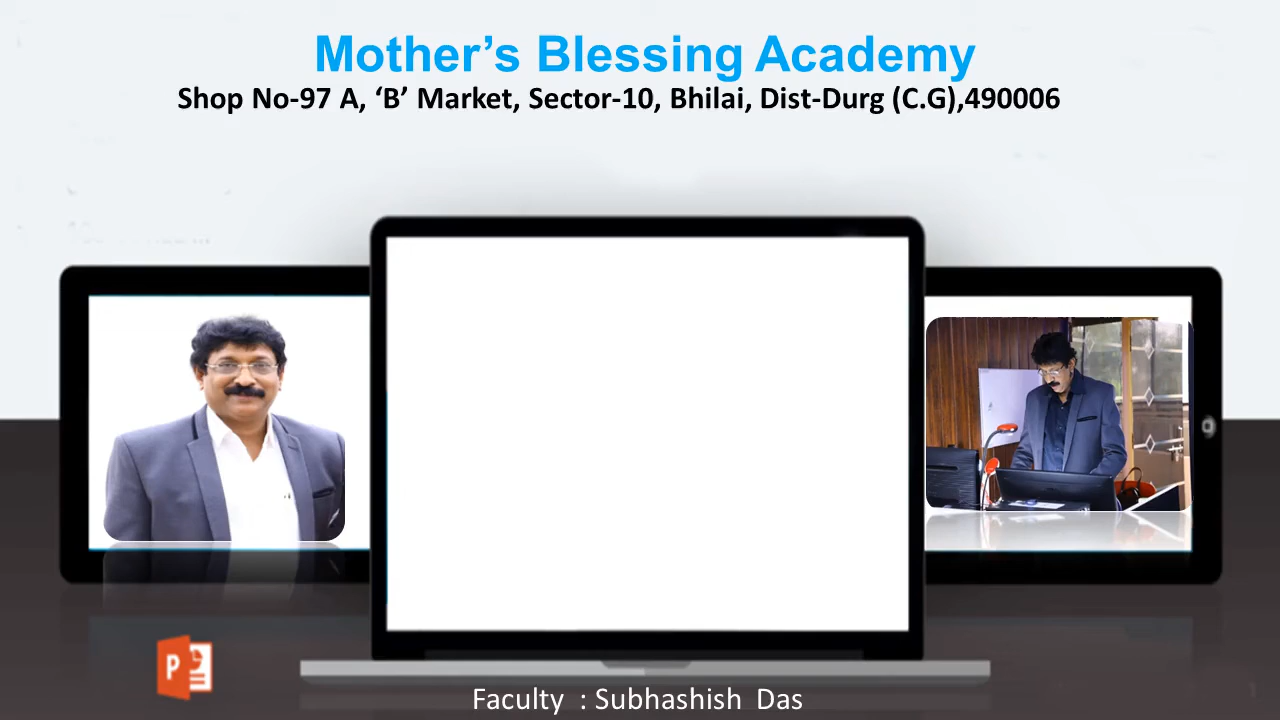 Mother’s Blessing Academy
Shop No-97 A, ‘B’ Market, Sector-10, Bhilai, Dist-Durg (C.G),490006
P
Faculty : Subhashish Das